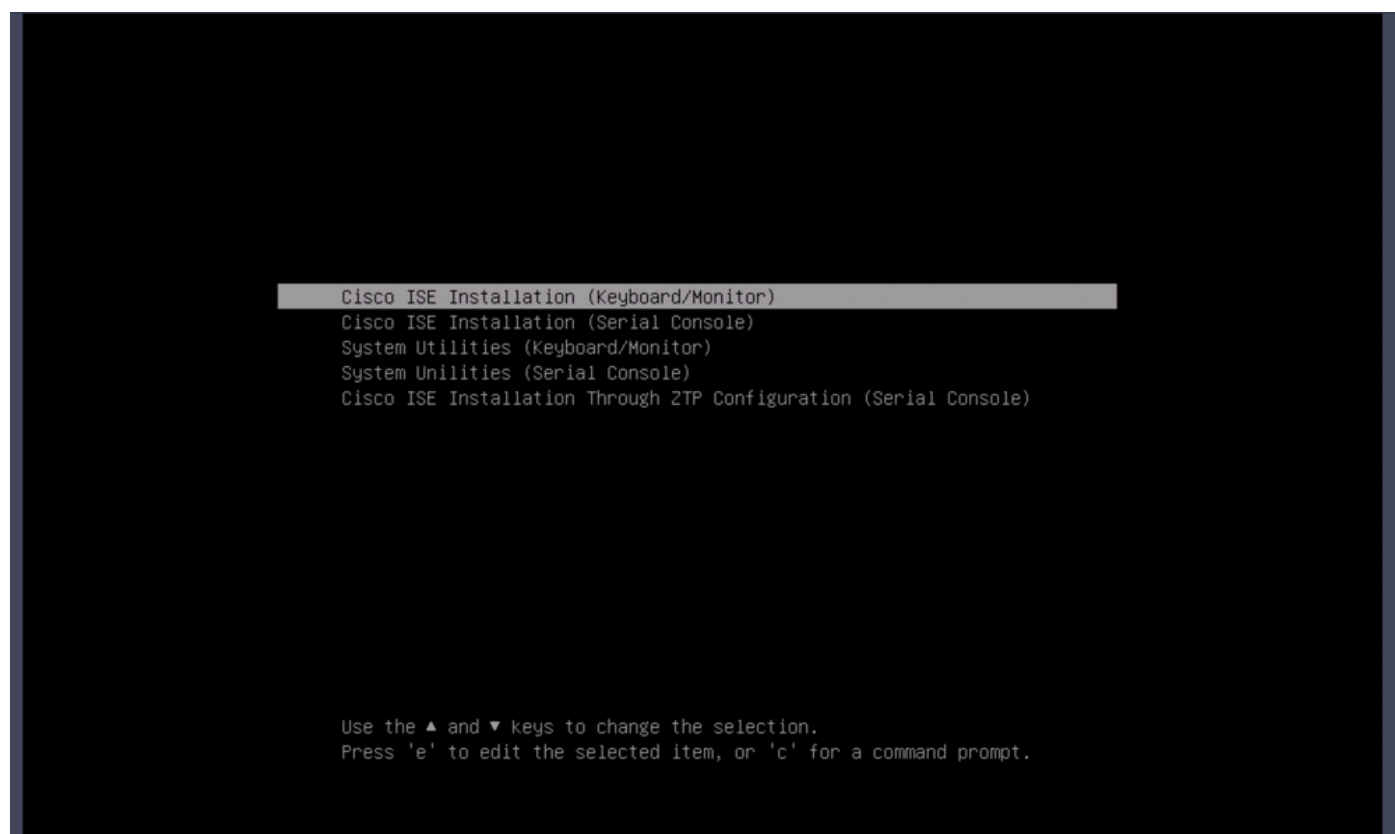 Cisco ISE Installation (Keyboard/Monitor)
Cisco ISE Installation (Serial Console)
System Utilities (Keyboard/Monitor)
System Unilities (Serial Console)
Cisco ISE Installation Through ZTP Configuration (Serial Console)
Use the ▲ and ▼ keys to change the selection.
Press 'e' to edit the selected item, or 'c' for a command prompt.